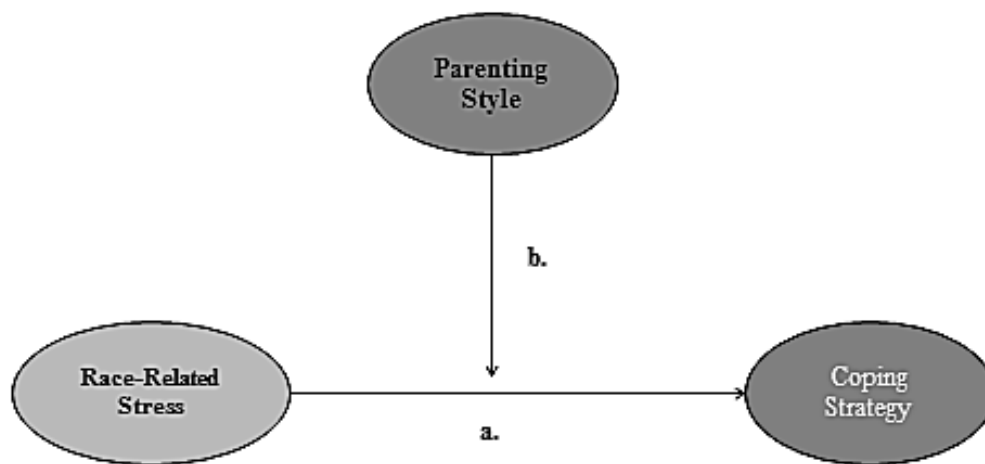 Parenting
Style
b.
Race-Related
Stress
Coping
Strategy
a.